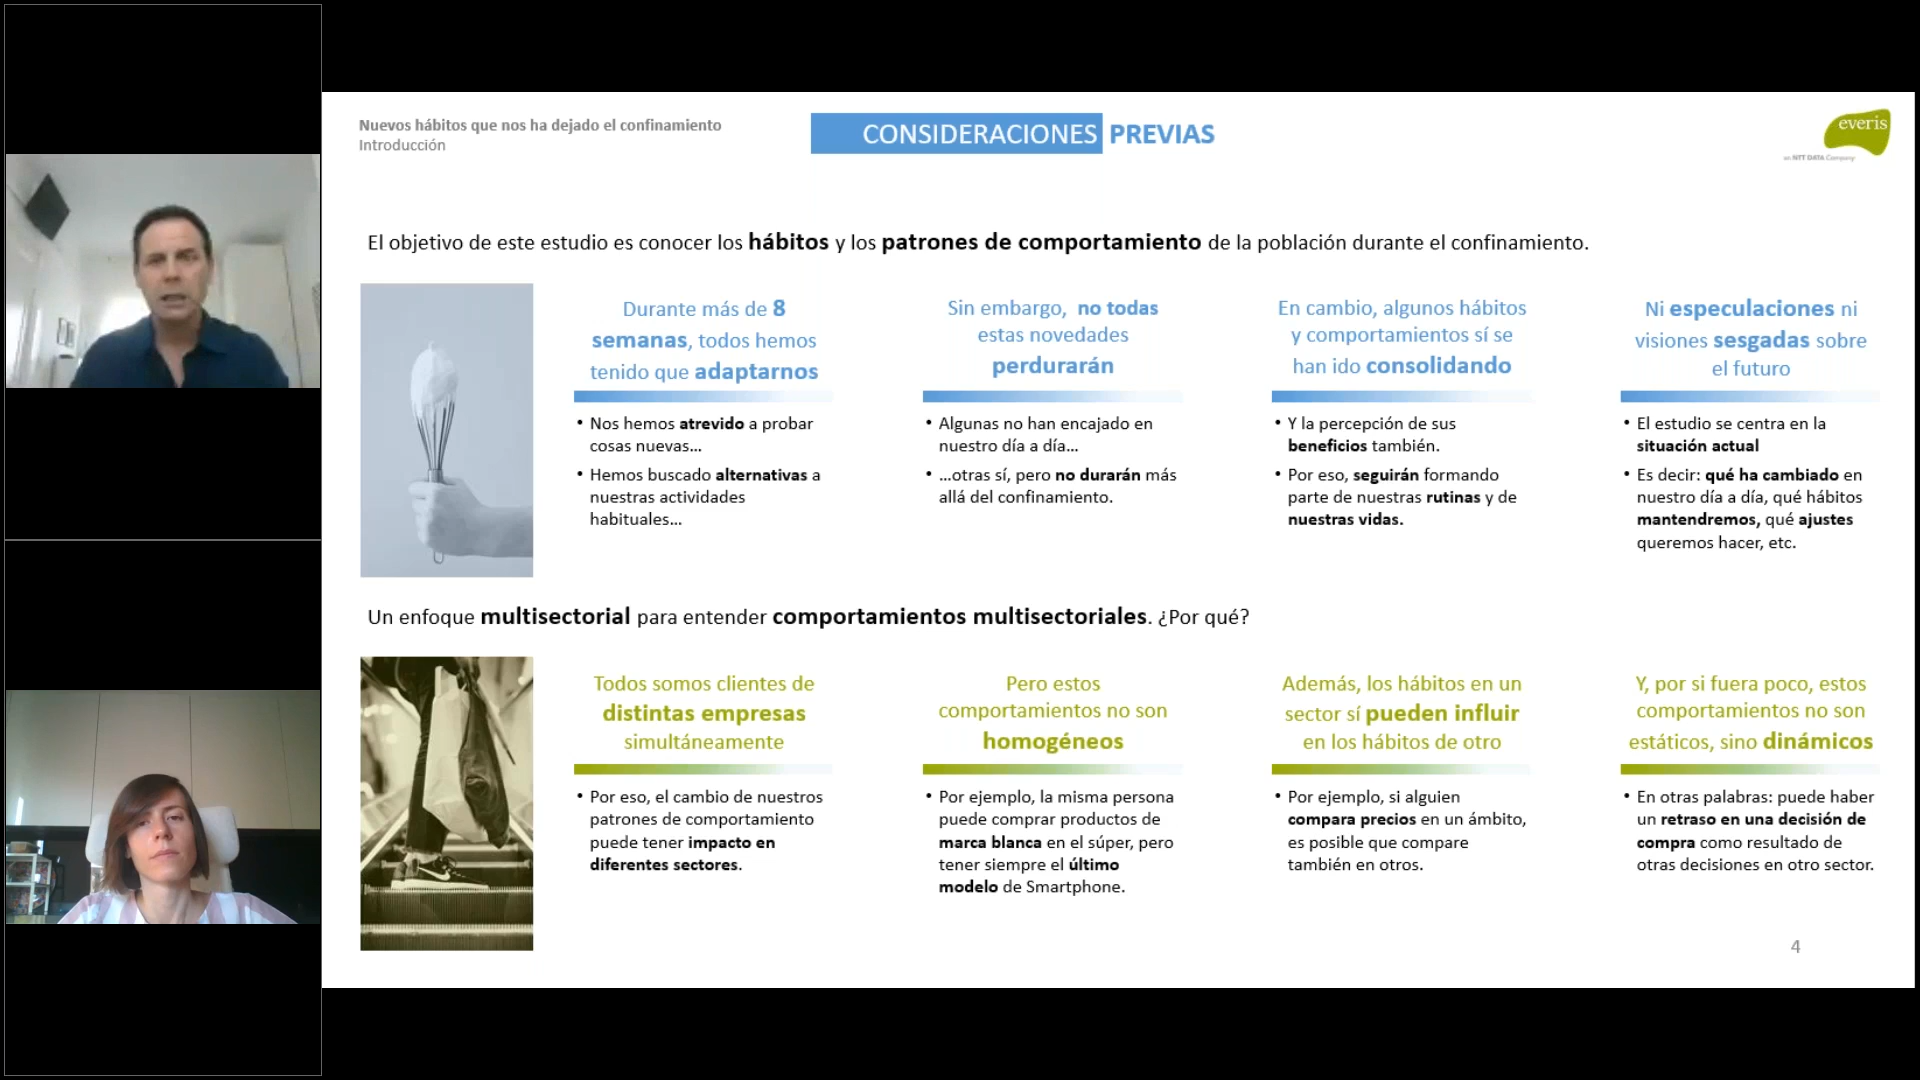 Nuevos hábitos que nos ha dejado el confinamiento
Introducción
CONSIDERACIONES PREVIAS
everis
an NTT DATA Company
El objetivo de este estudio es conocer los hábitos y los patrones de comportamiento de la población durante el confinamiento.
Durante más de 8
semanas, todos hemos
tenido que adaptarnos
• Nos hemos atrevido a probar
cosas nuevas…
• Hemos buscado alternativas a
nuestras actividades
habituales…
Sin embargo, no todas
estas novedades
perdurarán
• Algunas no han encajado en
nuestro día a día…
• …otras sí, pero no durarán más
allá del confinamiento.
En cambio, algunos hábitos
y comportamientos sí se
han ido consolidando
• Y la percepción de sus
beneficios también.
• Por eso, seguirán formando
parte de nuestras rutinas y de
nuestras vidas.
Ni especulaciones ni
visiones sesgadas sobre
el futuro
• El estudio se centra en la
situación actual
• Es decir: qué ha cambiado en
nuestro día a día, qué hábitos
mantendremos, qué ajustes
queremos hacer, etc.
Un enfoque multisectorial para entender comportamientos multisectoriales. ¿Por qué?
Todos somos clientes de
distintas empresas
simultáneamente
• Por eso, el cambio de nuestros
patrones de comportamiento
puede tener impacto en
diferentes sectores.
Pero estos
comportamientos no son
homogéneos
• Por ejemplo, la misma persona
puede comprar productos de
marca blanca en el súper, pero
tener siempre el último
modelo de Smartphone.
Además, los hábitos en un
sector sí pueden influir
en los hábitos de otro
• Por ejemplo, si alguien
compara precios en un ámbito,
es posible que compare
también en otros.
Y, por si fuera poco, estos
comportamientos no son
estáticos, sino dinámicos
• En otras palabras: puede haber
un retraso en una decisión de
compra como resultado de
otras decisiones en otro sector.
4